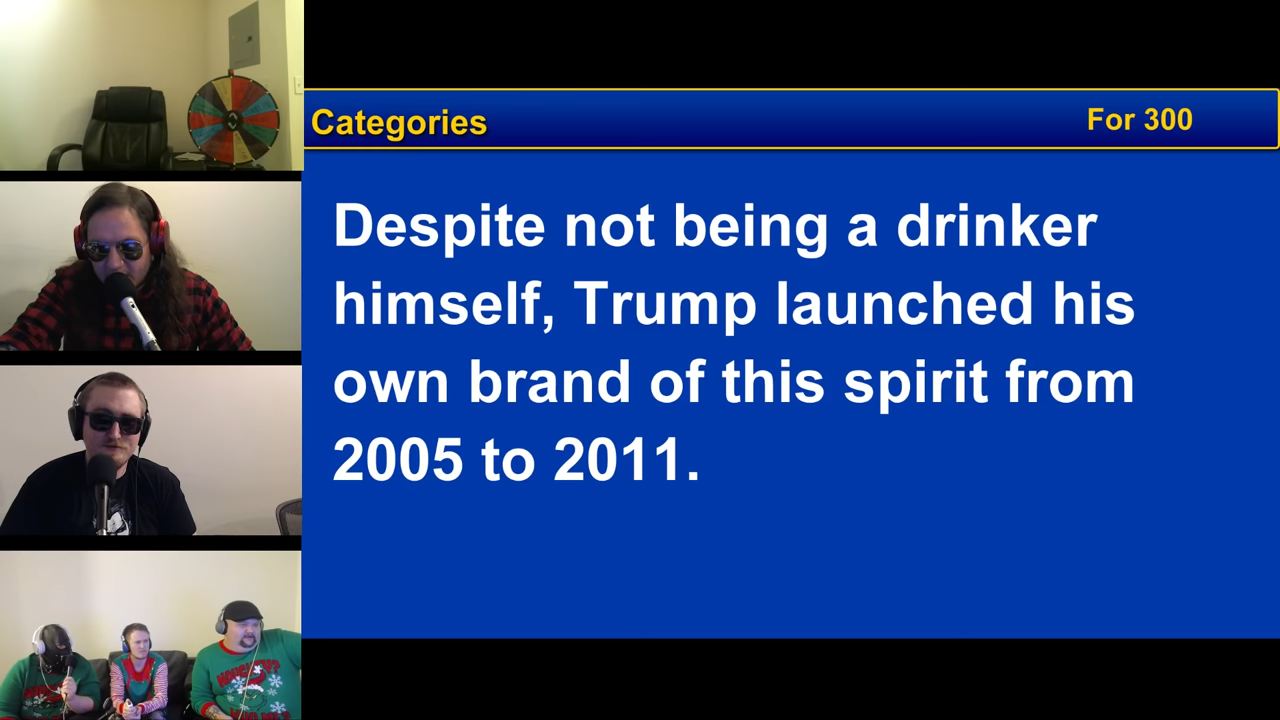 Categories
For 300
Despite not being a drinker
himself, Trump launched his
own brand of this spirit from
2005 to 2011.